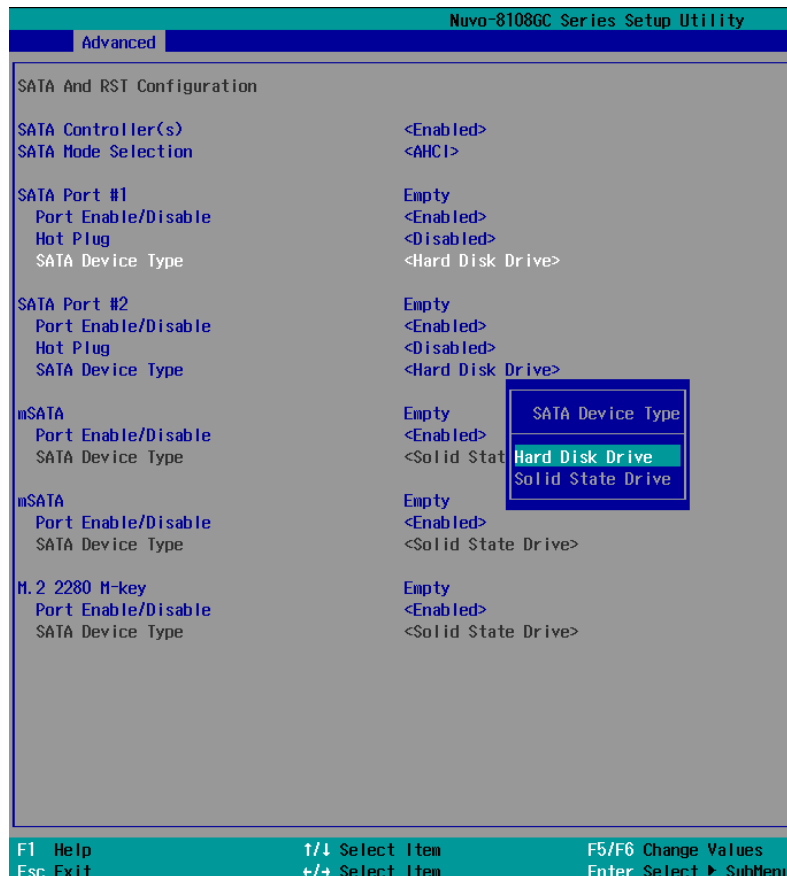 Nuvo-8108GC Series Setup Utility
Advanced
SATA And RST Configuration
SATA Controller(s) <Enabled>
SATA Mode Selection <AHCI>
SATA Port #1 Empty
Port Enable/Disable <Enabled>
Hot Plug <Disabled>
SATA Device Type <Hard Disk Drive>
SATA Port #2 Empty
Port Enable/Disable <Enabled>
Hot Plug <Disabled>
SATA Device Type <Hard Disk Drive>
mSATA Empty
Port Enable/Disable <Enabled>
SATA Device Type <Solid Stat
SATA Device Type
Hard Disk Drive
Solid State Drive
mSATA Empty
Port Enable/Disable <Enabled>
SATA Device Type <Solid State Drive>
M.2 2280 M-key Empty
Port Enable/Disable <Enabled>
SATA Device Type <Solid State Drive>
F1 Help ↑/↓ Select Item F5/F6 Change Values
Esc Exit ←/→ Select Item Enter Select ▶ SubMenu